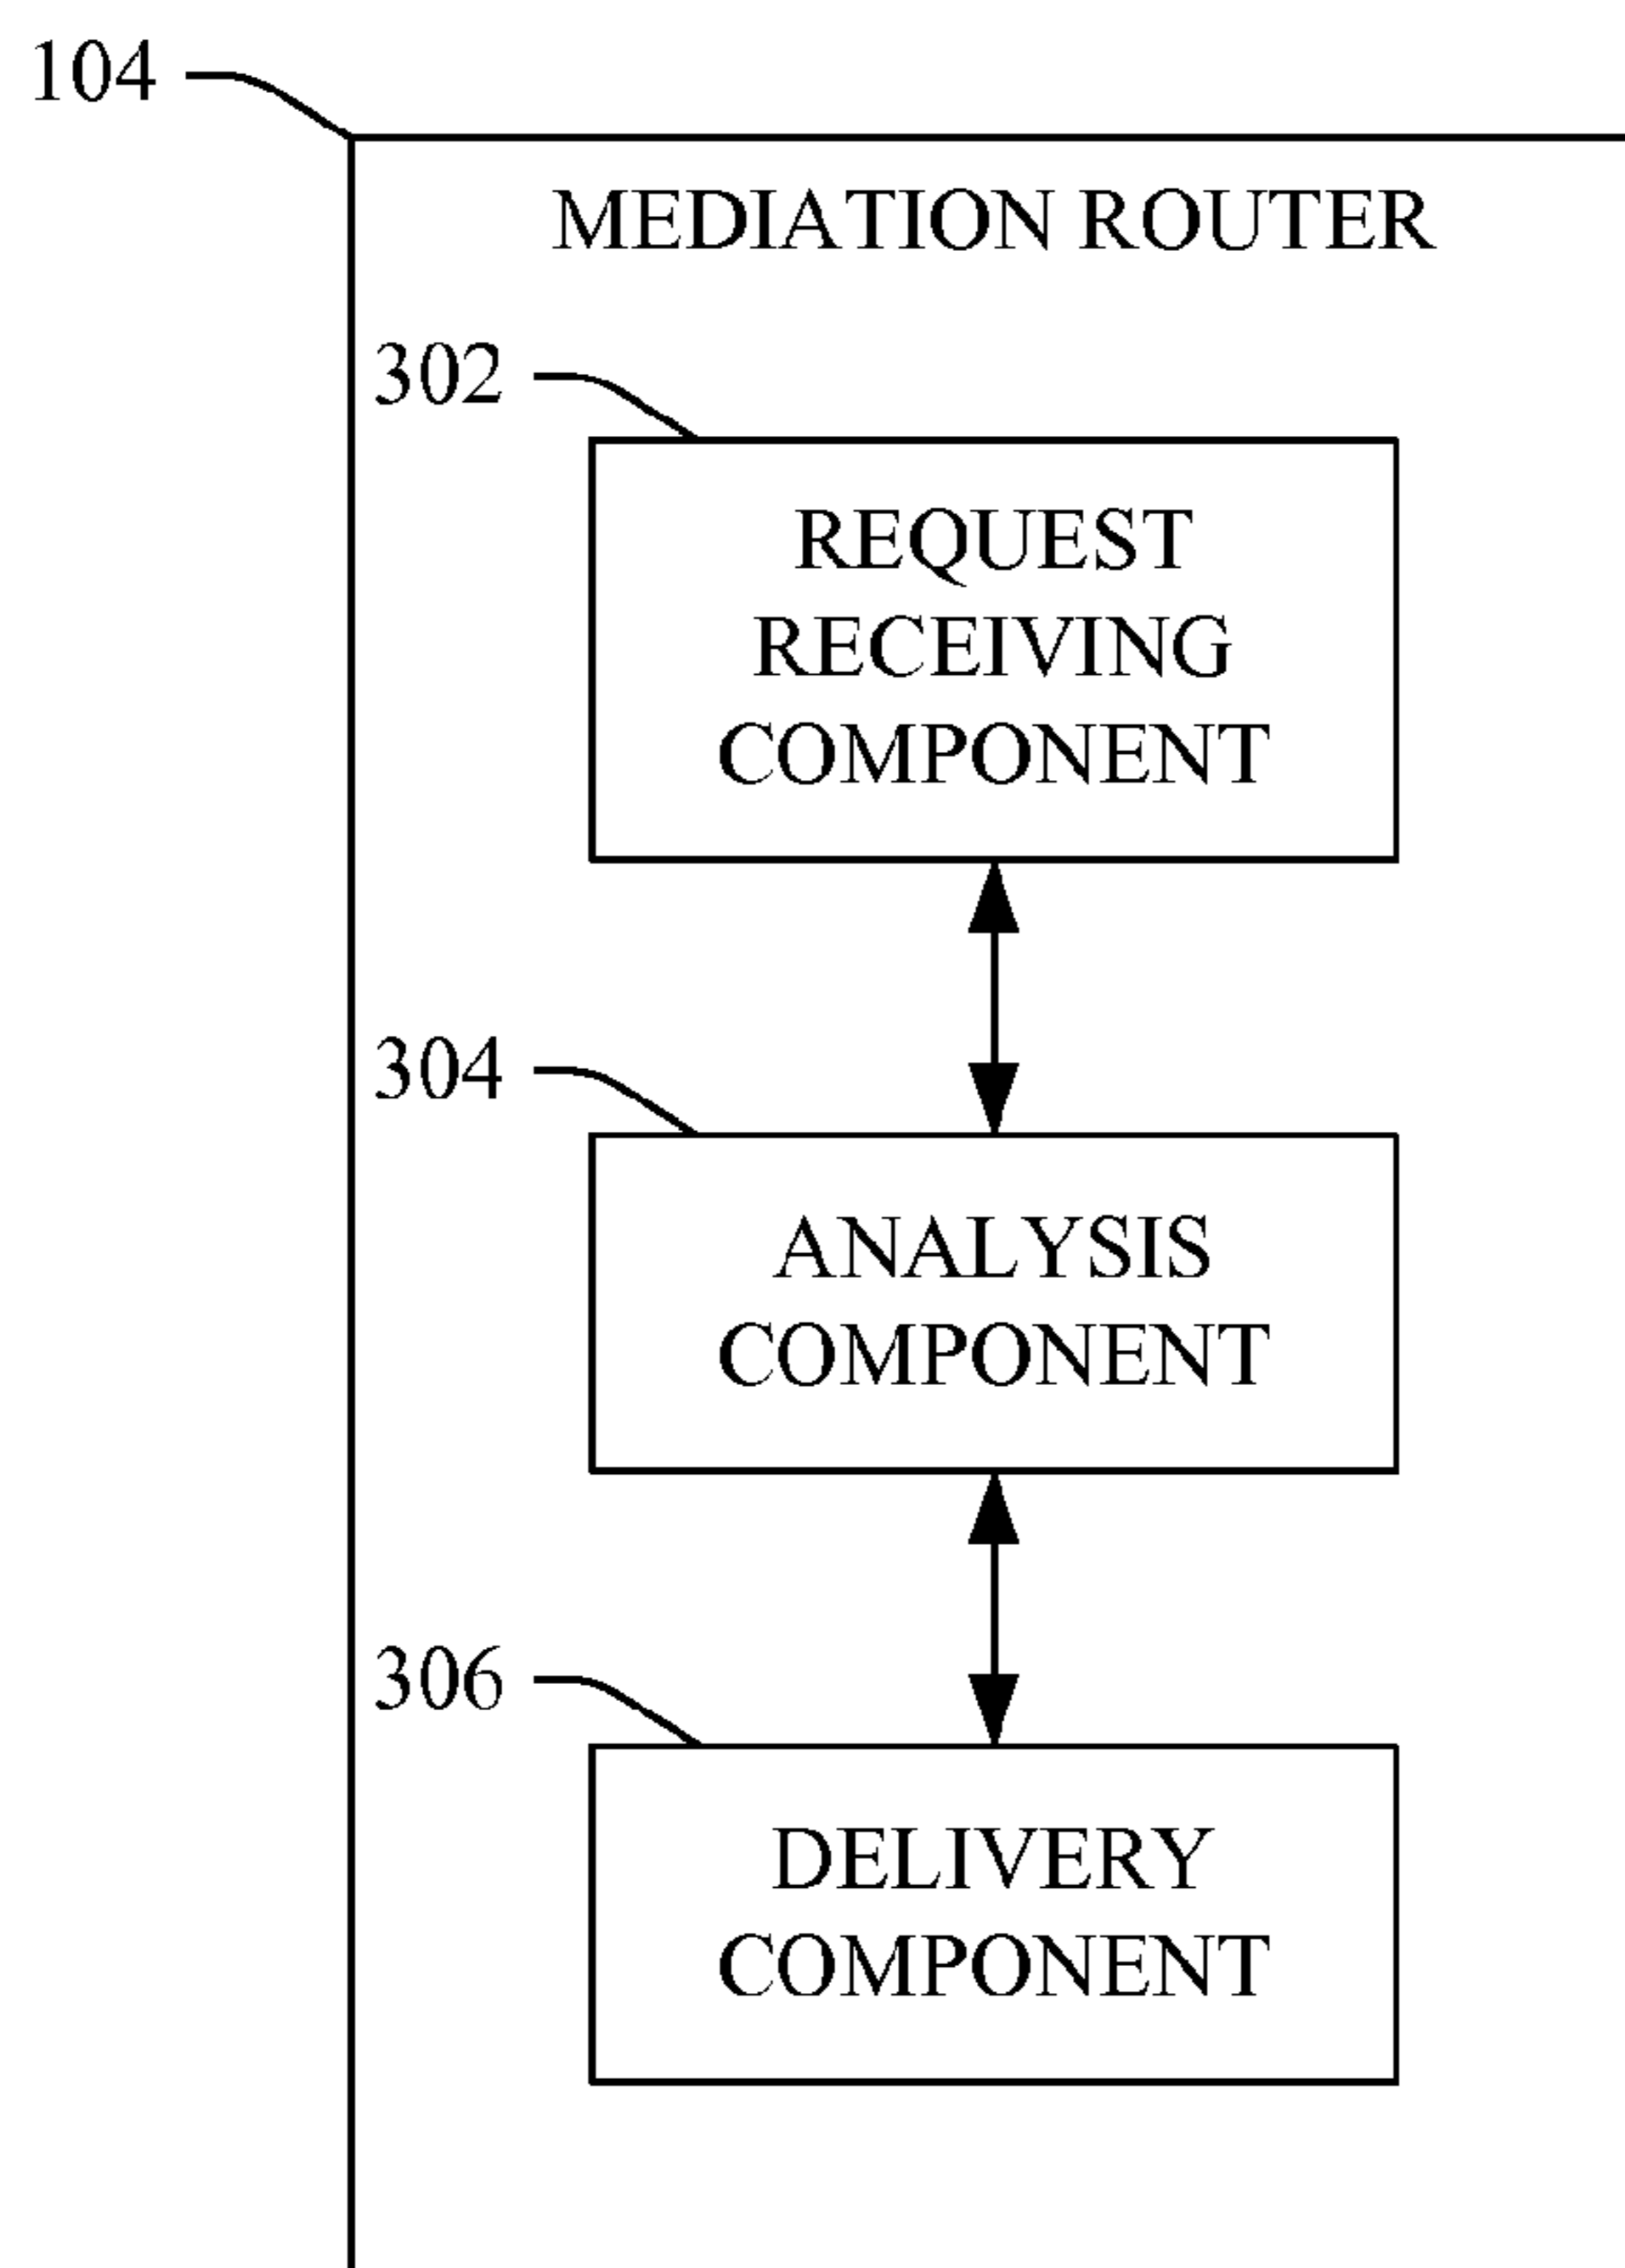 104
MEDIATION ROUTER
302
REQUEST
RECEIVING
COMPONENT
304
ANALYSIS
COMPONENT
306
DELIVERY
COMPONENT